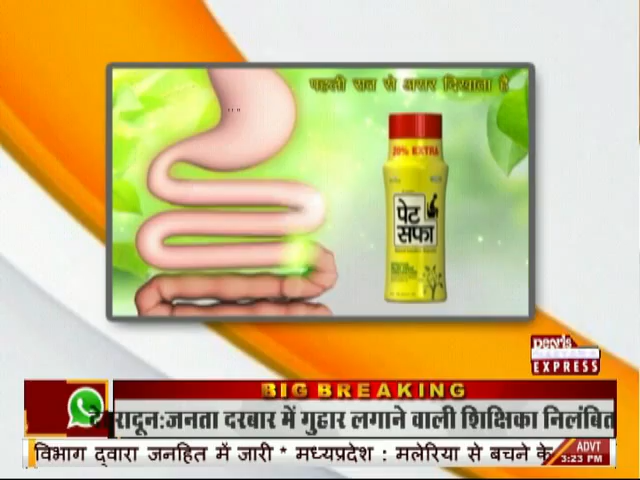 पहली रात से असर दिखाता है
20% EXTRA
पेट
सफा
pearls
EXPRESS
BIG BREAKING
देहरादून:जनता दरबार में गुहार लगाने वाली शिक्षिका निलंबित
विभाग द्वारा जनहित में जारी * मध्यप्रदेश : मलेरिया से बचने के
ADVT
3:23 PM